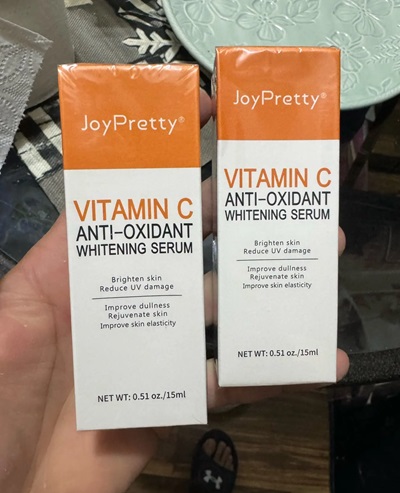 JoyPretty®
VITAMIN C
ANTI-OXIDANT
WHITENING SERUM
Brighten skin
Reduce UV damage
Improve dullness
Rejuvenate skin
Improve skin elasticity
NET WT: 0.51 oz./15ml
JoyPretty®
VITAMIN C
ANTI-OXIDANT
WHITENING SERUM
Brighten skin
Reduce UV damage
Improve dullness
Rejuvenate skin
Improve skin elasticity
NET WT: 0.51 oz./15ml